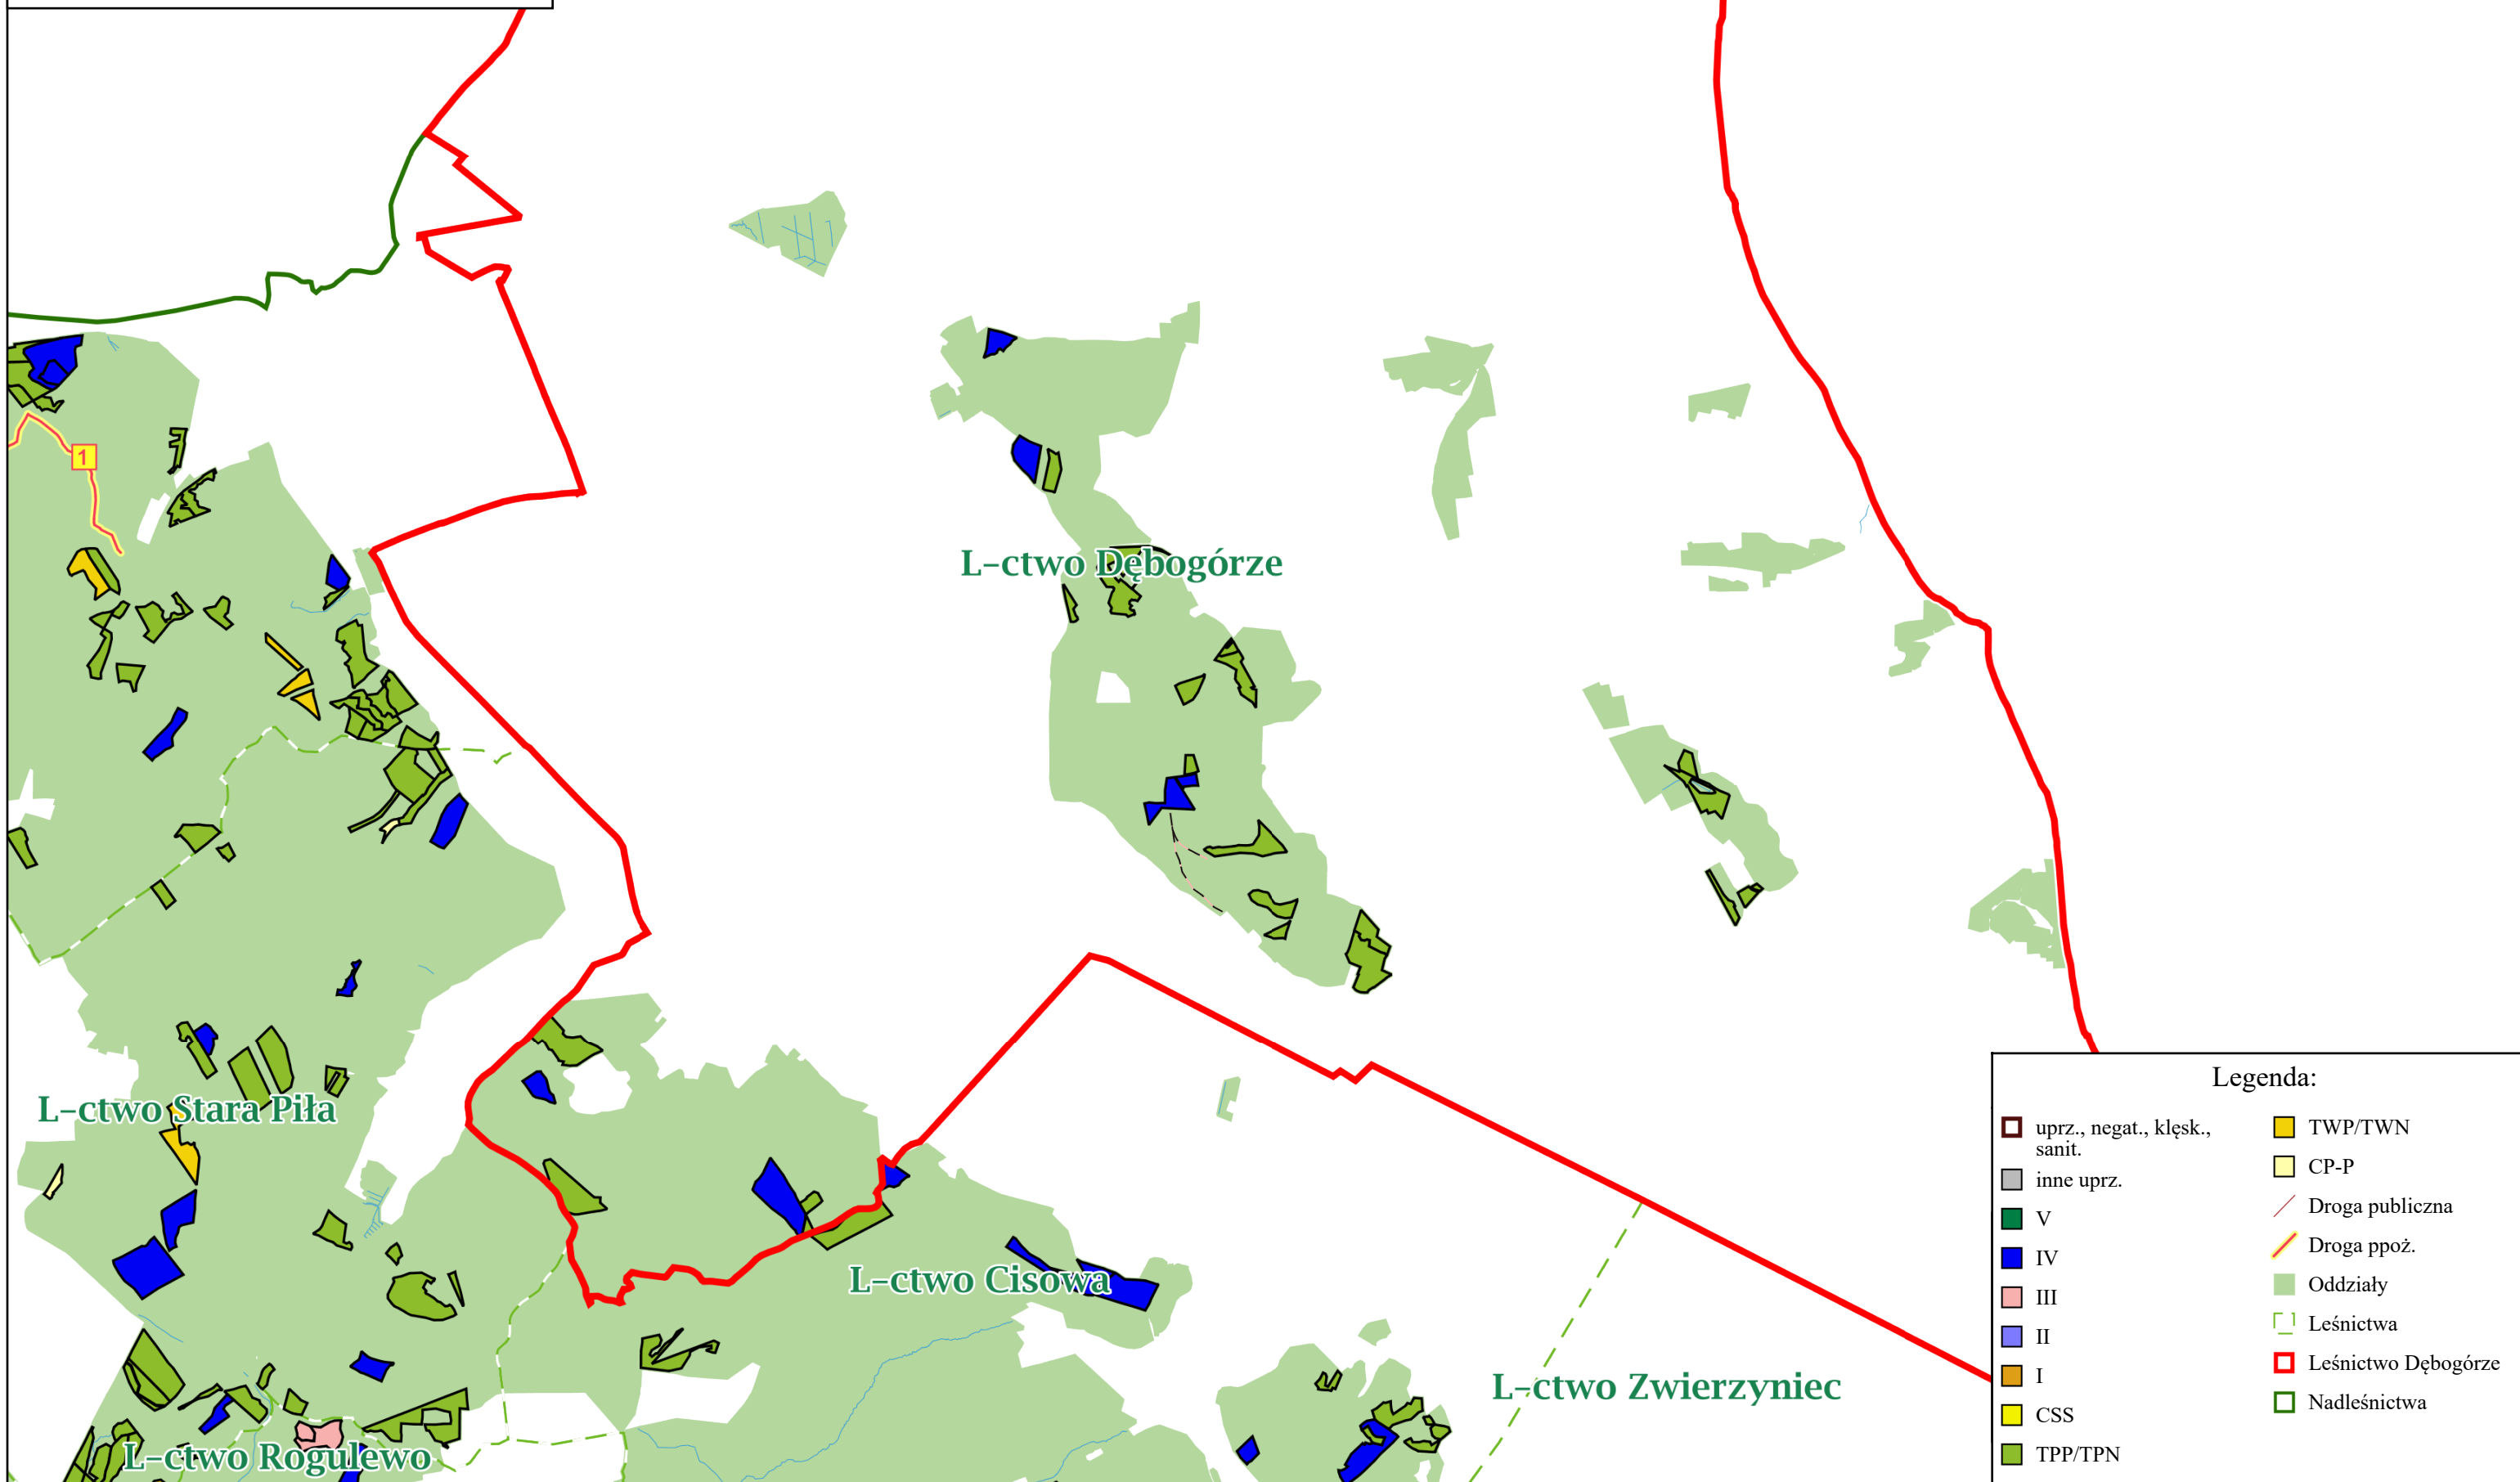 1
L-ctwo Dębogórze
L-ctwo Stara Piła
L-ctwo Cisowa
L-ctwo Zwierzyniec
L-ctwo Rogulewo
Legenda:
uprz., negat., klęsk.,
sanit.
inne uprz.
V
IV
III
II
I
CSS
TPP/TPN
TWP/TWN
CP-P
Droga publiczna
Droga ppoż.
Oddziały
Leśnictwa
Leśnictwo Dębogórze
Nadleśnictwa